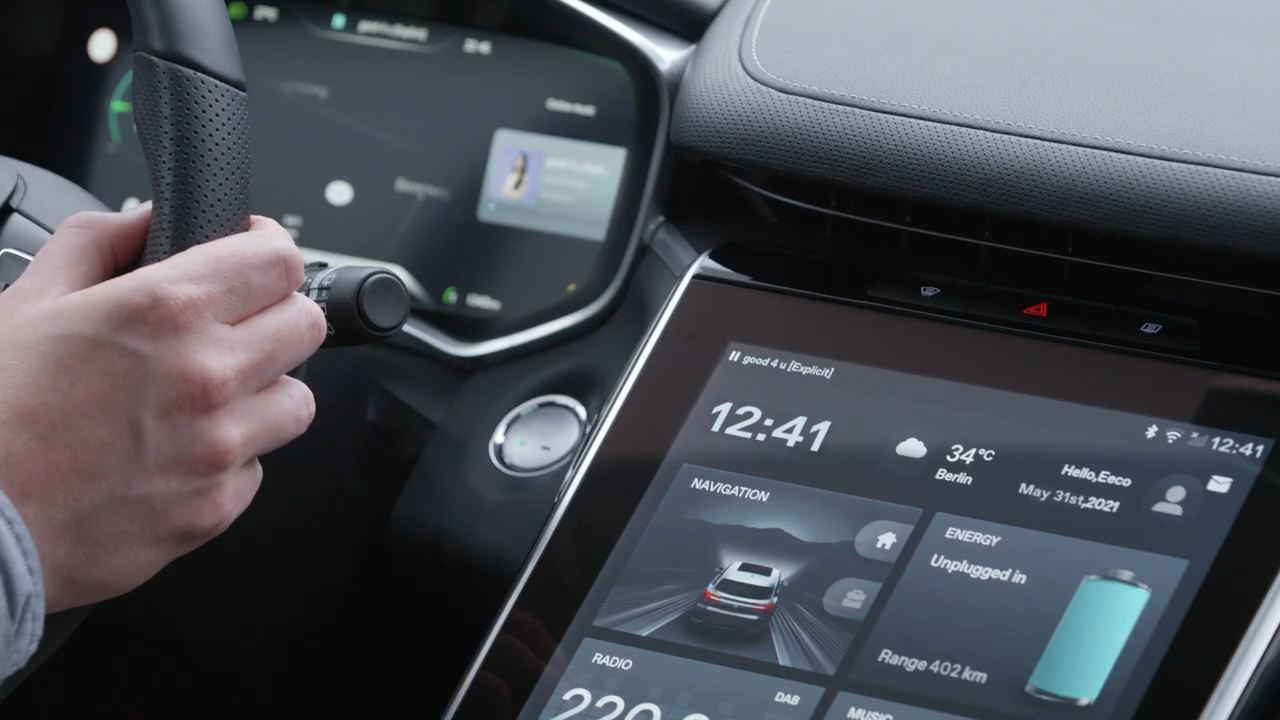 good 4 u [Explicit]
12:41
12:41
34°C
Berlin
Hello,Eeco
May 31st,2021
NAVIGATION
ENERGY
Unplugged in
Range 402 km
RADIO
DAB
MUSIC